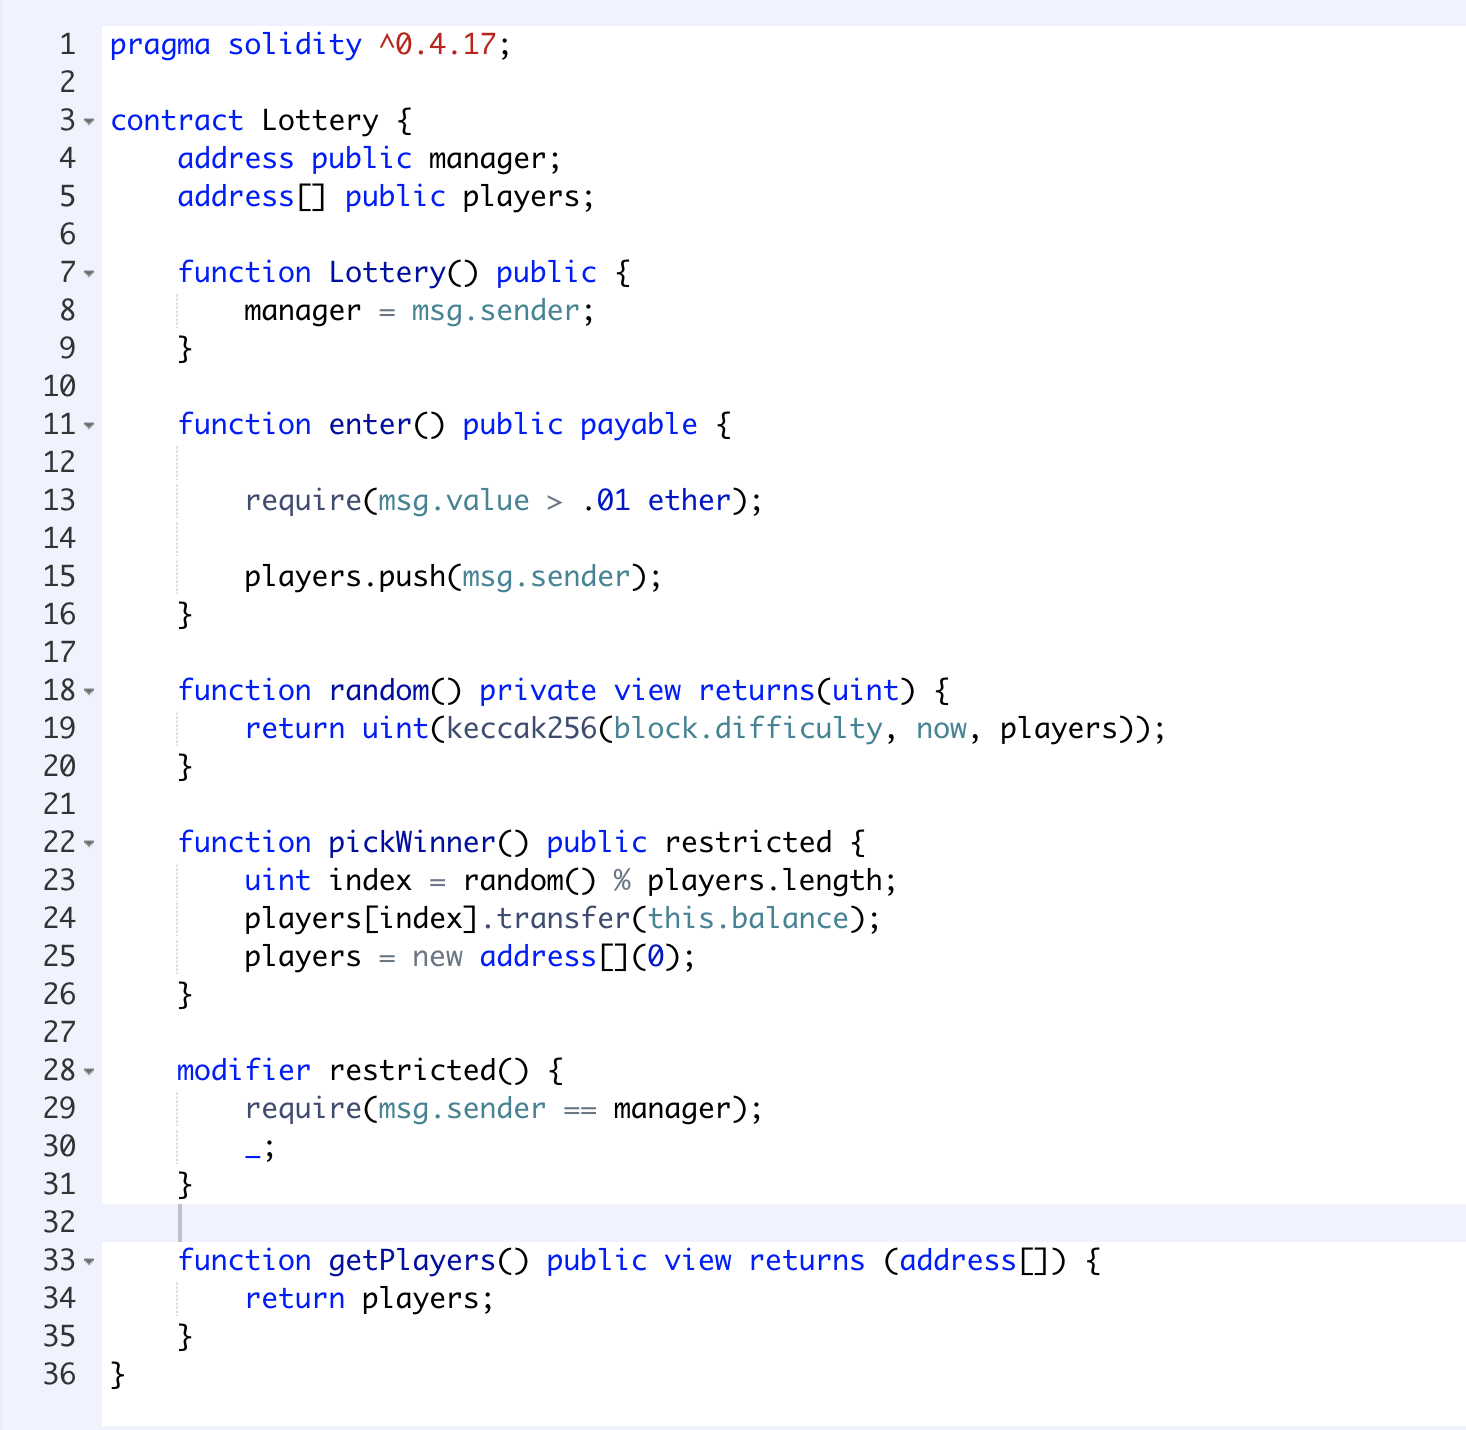 1 pragma solidity ^0.4.17;
2
3 contract Lottery {
4     address public manager;
5     address[] public players;
6
7     function Lottery() public {
8         manager = msg.sender;
9     }
10
11     function enter() public payable {
12
13         require(msg.value > .01 ether);
14
15         players.push(msg.sender);
16     }
17
18     function random() private view returns(uint) {
19         return uint(keccak256(block.difficulty, now, players));
20     }
21
22     function pickWinner() public restricted {
23         uint index = random() % players.length;
24         players[index].transfer(this.balance);
25         players = new address[](0);
26     }
27
28     modifier restricted() {
29         require(msg.sender == manager);
30         _;
31     }
32
33     function getPlayers() public view returns (address[]) {
34         return players;
35     }
36 }